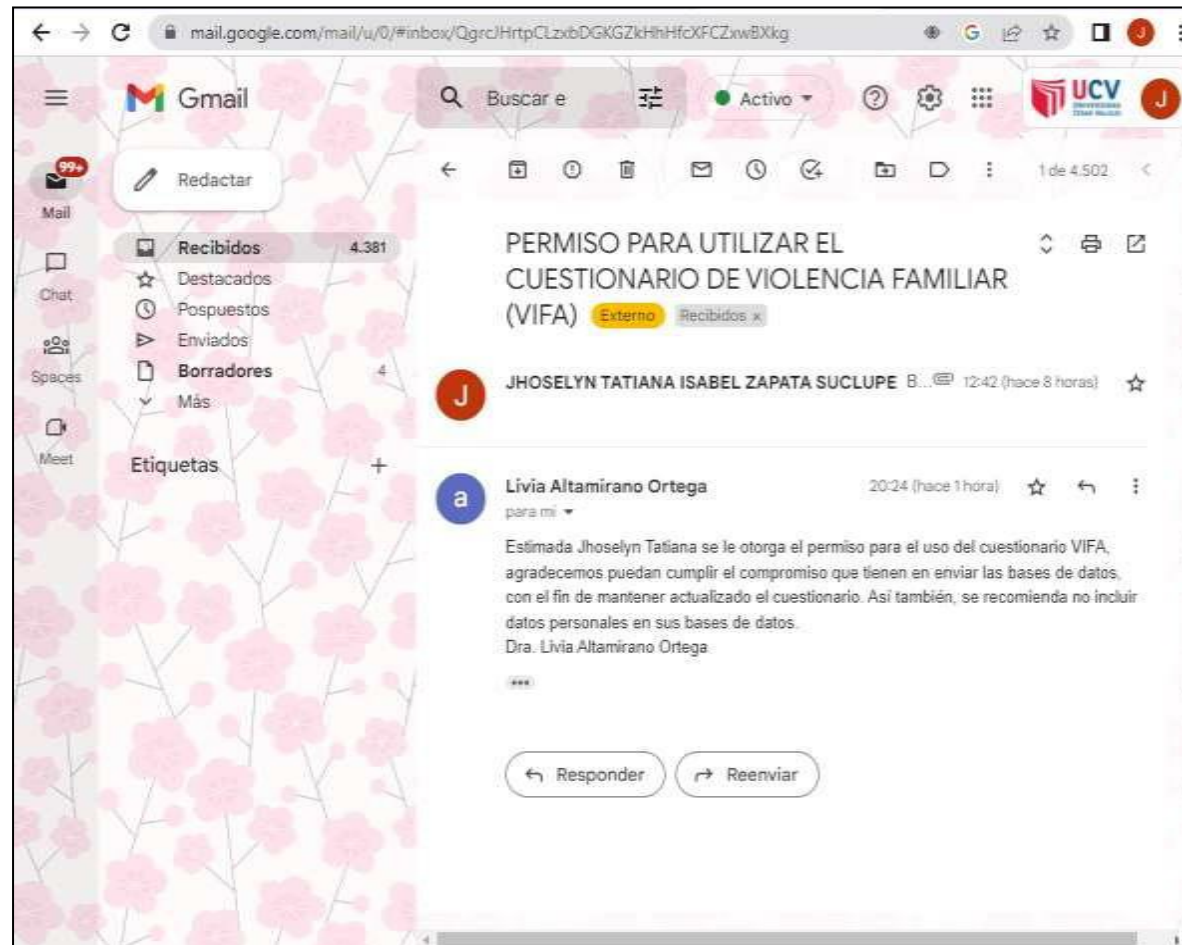 mail.google.com/mail/u/0/#inbox/QgrcJHrtpCLzxbDGKGZkHhHfcXFCZxwBXkg
Gmail
Buscar e
Activo
UCV
UNIVERSIDAD
CÉSAR VALLEJO
J
99+
Mail
Chat
Spaces
Meet
Redactar
Recibidos 4.381
Destacados
Pospuestos
Enviados
Borradores 4
Más
Etiquetas
1 de 4.502
PERMISO PARA UTILIZAR EL
CUESTIONARIO DE VIOLENCIA FAMILIAR
(VIFA) Externo Recibidos x
J
JHOSELYN TATIANA ISABEL ZAPATA SUCLUPE B... 12:42 (hace 8 horas)
a
Livia Altamirano Ortega 20:24 (hace 1 hora)
para mí
Estimada Jhoselyn Tatiana se le otorga el permiso para el uso del cuestionario VIFA,
agradecemos puedan cumplir el compromiso que tienen en enviar las bases de datos,
con el fin de mantener actualizado el cuestionario. Así también, se recomienda no incluir
datos personales en sus bases de datos.
Dra. Livia Altamirano Ortega
Responder
Reenviar